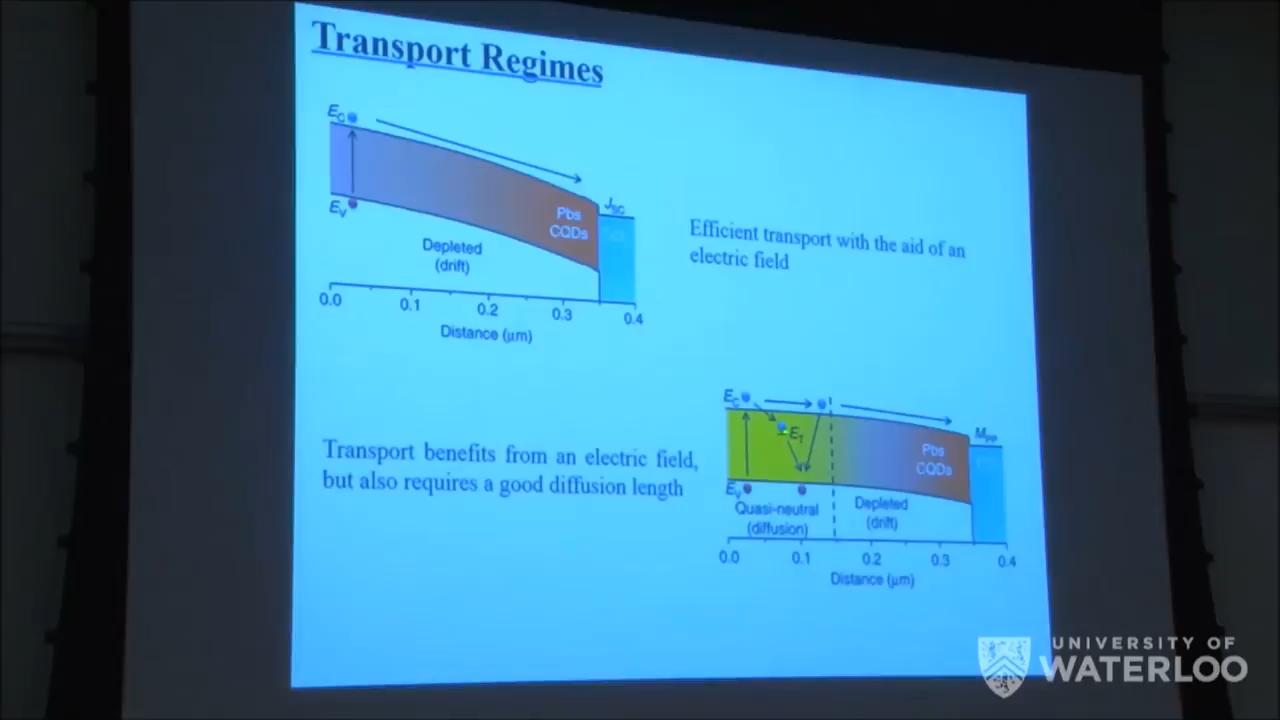 Transport Regimes
EC
EV
JSC
Pbs
CQDs
Depleted
(drift)
0.0 0.1 0.2 0.3 0.4
Distance (μm)
Efficient transport with the aid of an
electric field
Transport benefits from an electric field,
but also requires a good diffusion length
EC
ET
EV
MPP
Pbs
CQDs
Quasi-neutral
(diffusion)
Depleted
(drift)
0.0 0.1 0.2 0.3 0.4
Distance (μm)
UNIVERSITY OF
WATERLOO